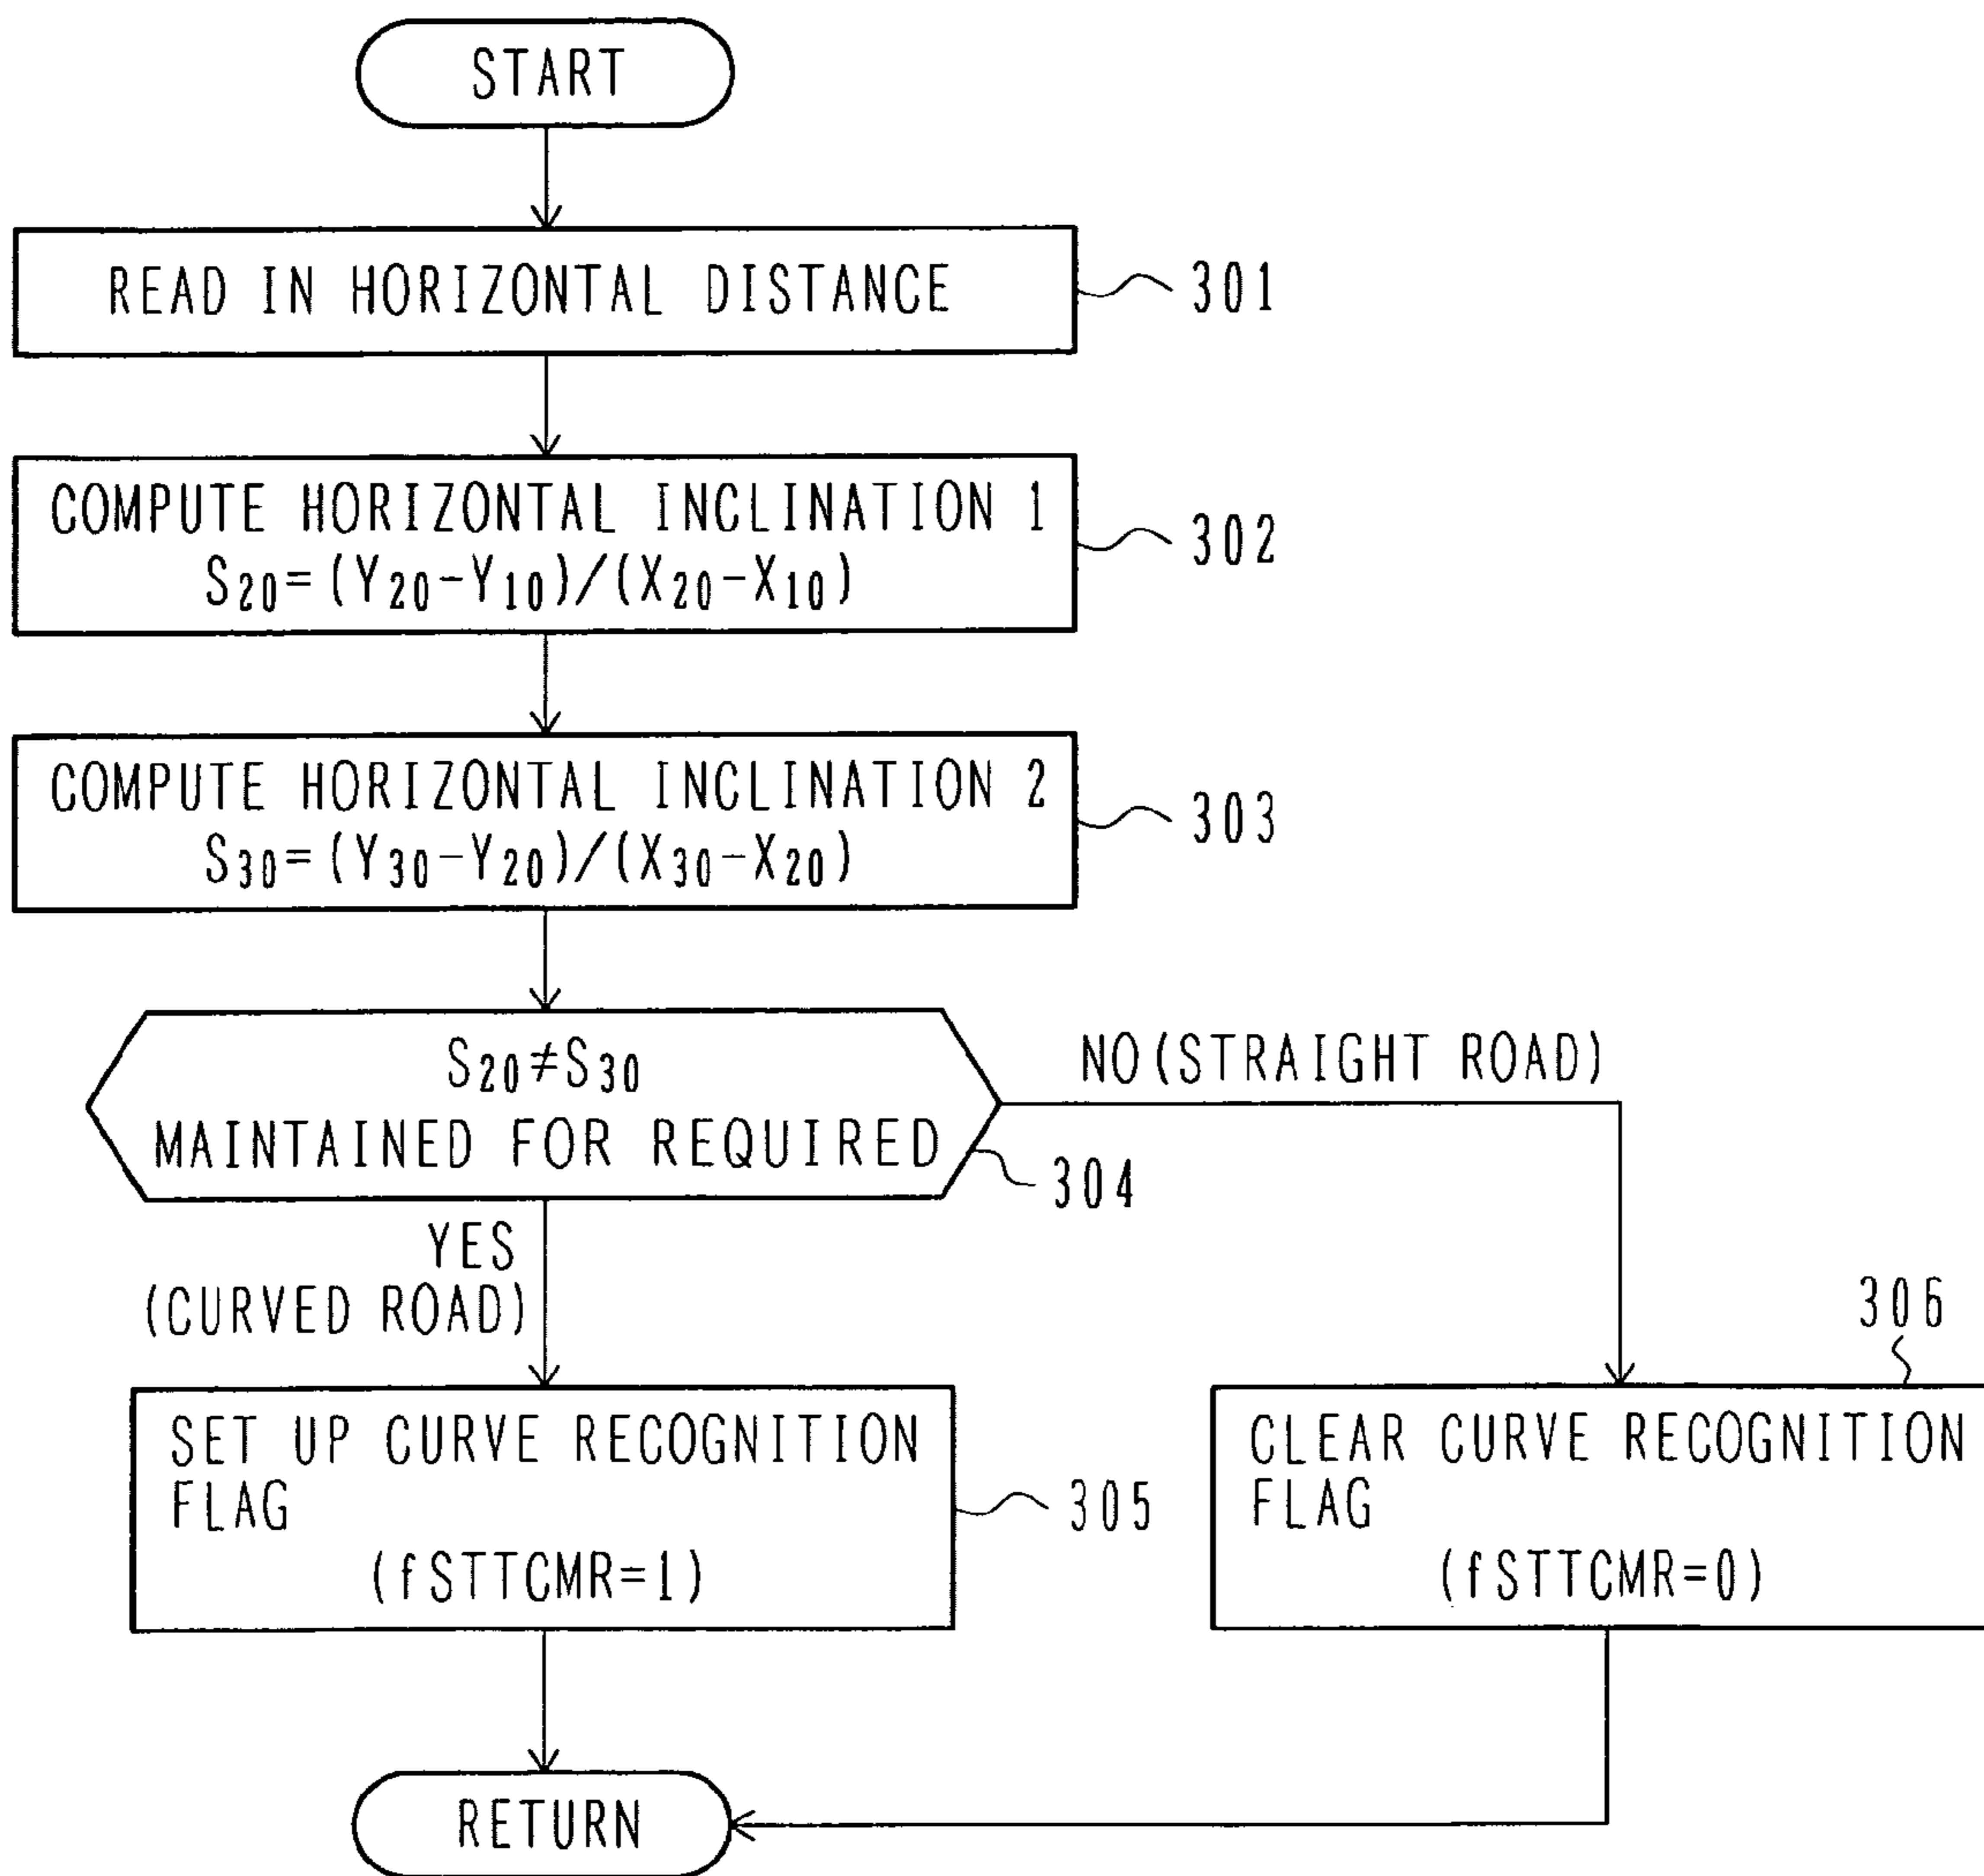 START
READ IN HORIZONTAL DISTANCE
301
COMPUTE HORIZONTAL INCLINATION 1
S20=(Y20-Y10)/(X20-X10)
302
COMPUTE HORIZONTAL INCLINATION 2
S30=(Y30-Y20)/(X30-X20)
303
S20≠S30
MAINTAINED FOR REQUIRED
304
NO(STRAIGHT ROAD)
YES
(CURVED ROAD)
SET UP CURVE RECOGNITION
FLAG
(fSTTCMR=1)
305
306
CLEAR CURVE RECOGNITION
FLAG
(fSTTCMR=0)
RETURN